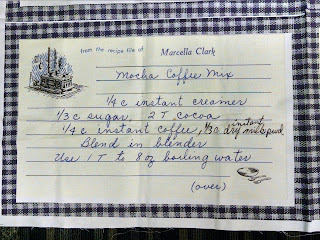 from the recipe file of Marcella Clark
Mocha Coffee Mix
1/4 c instant creamer
1/3 c sugar, 2 T cocoa
1/4 c instant coffee, 1/3 c instant dry milk pwd
Blend in blender
Use 1 T to 8 oz boiling water
(over)